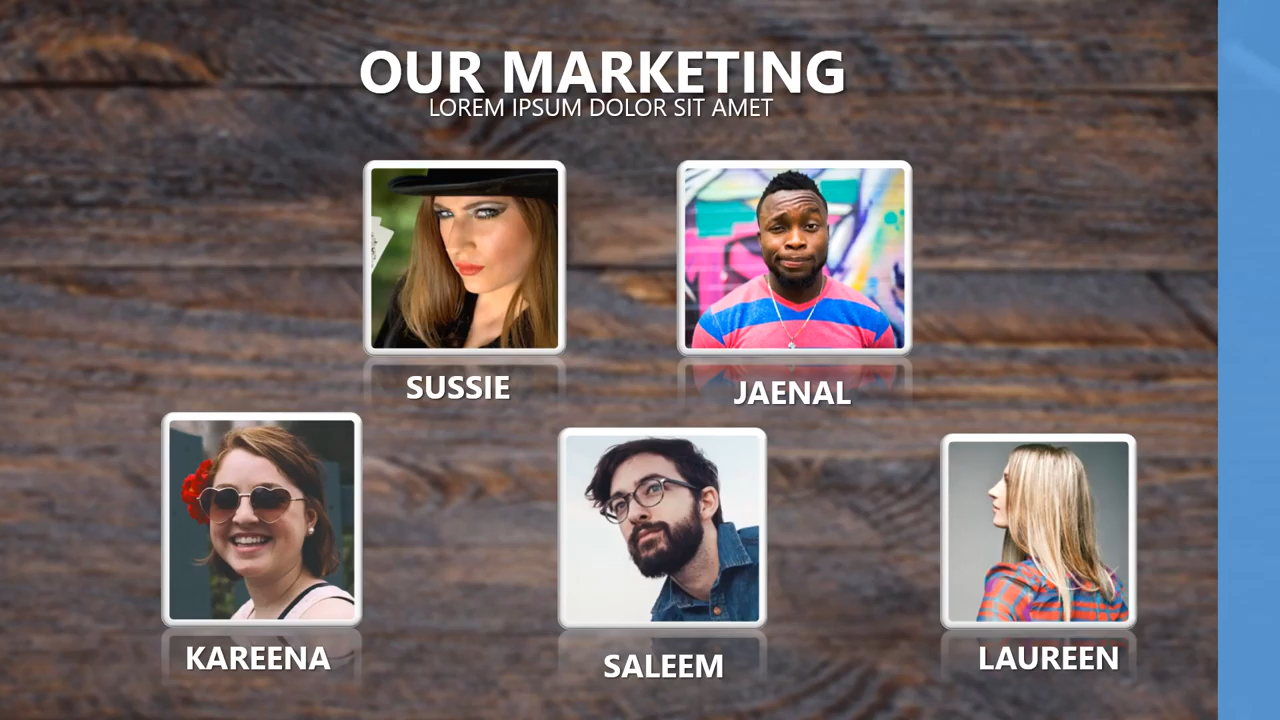 OUR MARKETING
LOREM IPSUM DOLOR SIT AMET
SUSSIE
JAENAL
KAREENA
SALEEM
LAUREEN